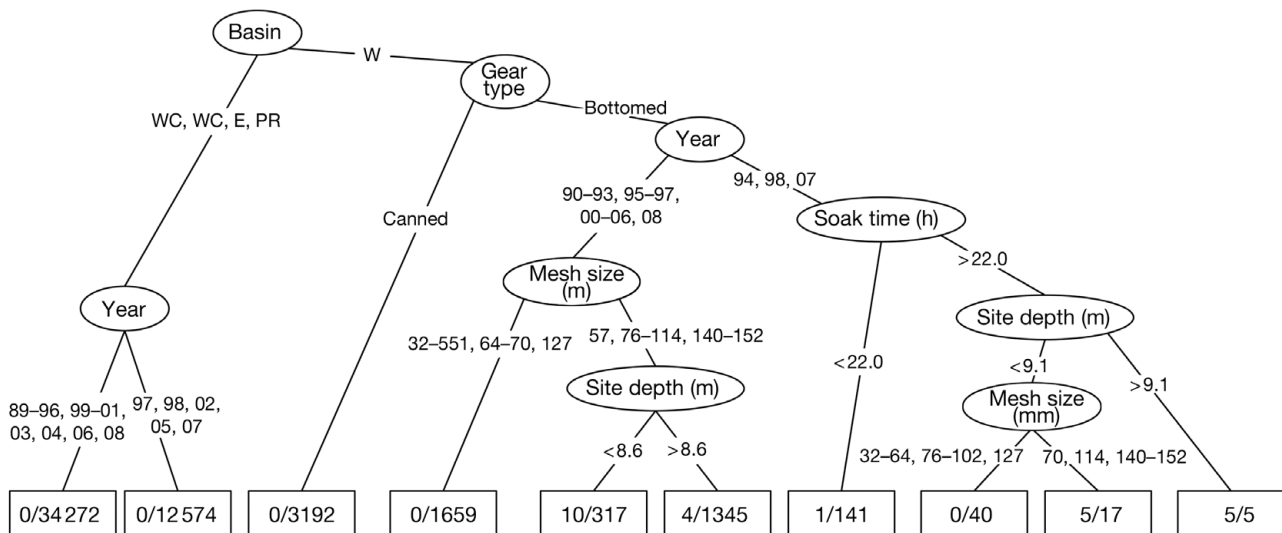 Basin
W
Gear
type
WC, WC, E, PR
Bottomed
Year
94, 98, 07
90–93, 95–97,
00–06, 08
Canned
Soak time (h)
>22.0
Mesh size
(m)
Year
Site depth (m)
32–551, 64–70, 127
57, 76–114, 140–152
<22.0
<9.1
>9.1
Site depth (m)
Mesh size
(mm)
89–96, 99–01,
03, 04, 06, 08
97, 98, 02,
05, 07
<8.6
>8.6
32–64, 76–102, 127
70, 114, 140–152
0/34 272
0/12 574
0/3192
0/1659
10/317
4/1345
1/141
0/40
5/17
5/5